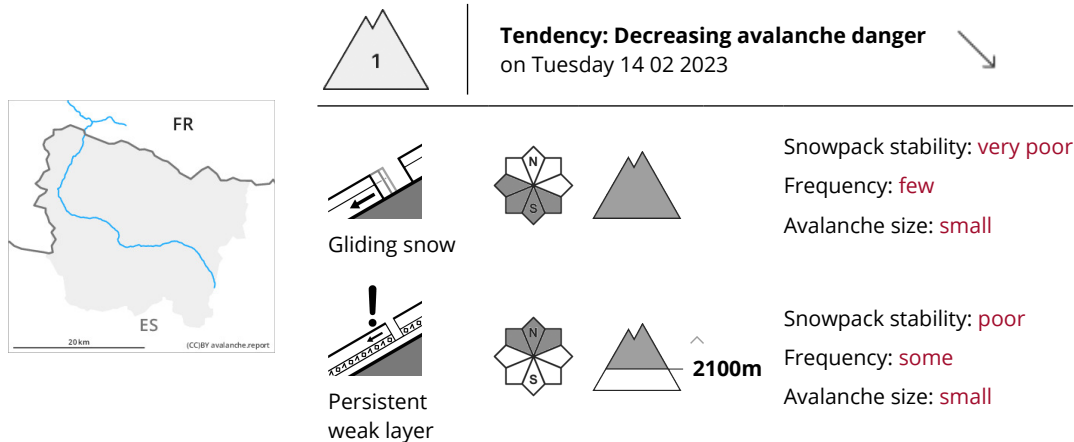 1
Tendency: Decreasing avalanche danger
on Tuesday 14 02 2023
FR
ES
20 km
(CC)BY avalanche.report
Gliding snow
N
S
Snowpack stability: very poor
Frequency: few
Avalanche size: small
Persistent
weak layer
N
S
2100m
Snowpack stability: poor
Frequency: some
Avalanche size: small